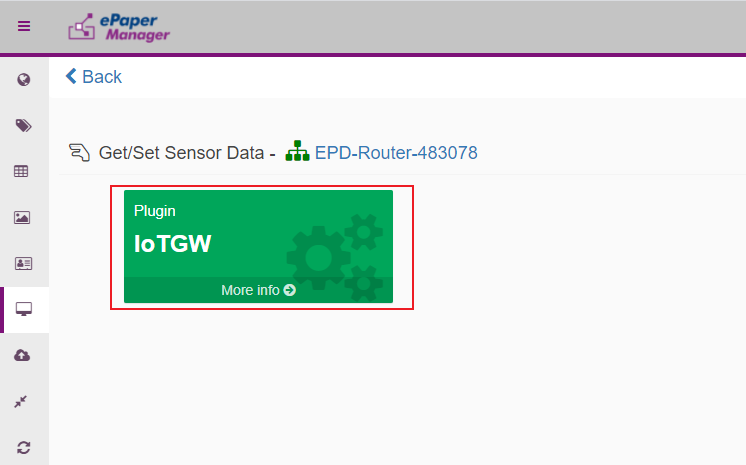 ePaper
Manager
Back
Get/Set Sensor Data - EPD-Router-483078
Plugin
IoTGW
More info